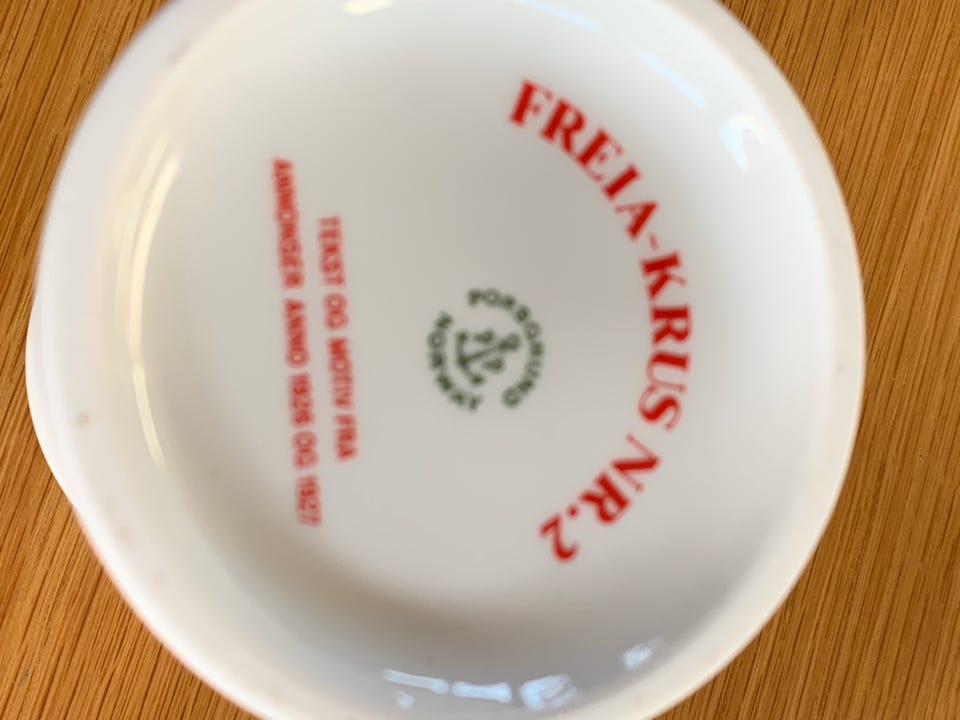 FREIA-KRUS NR.2
PORSGRUND
NORWAY
TEKST OG MOTIV FRA
ANNONSER ANNO 1926 OG 1927